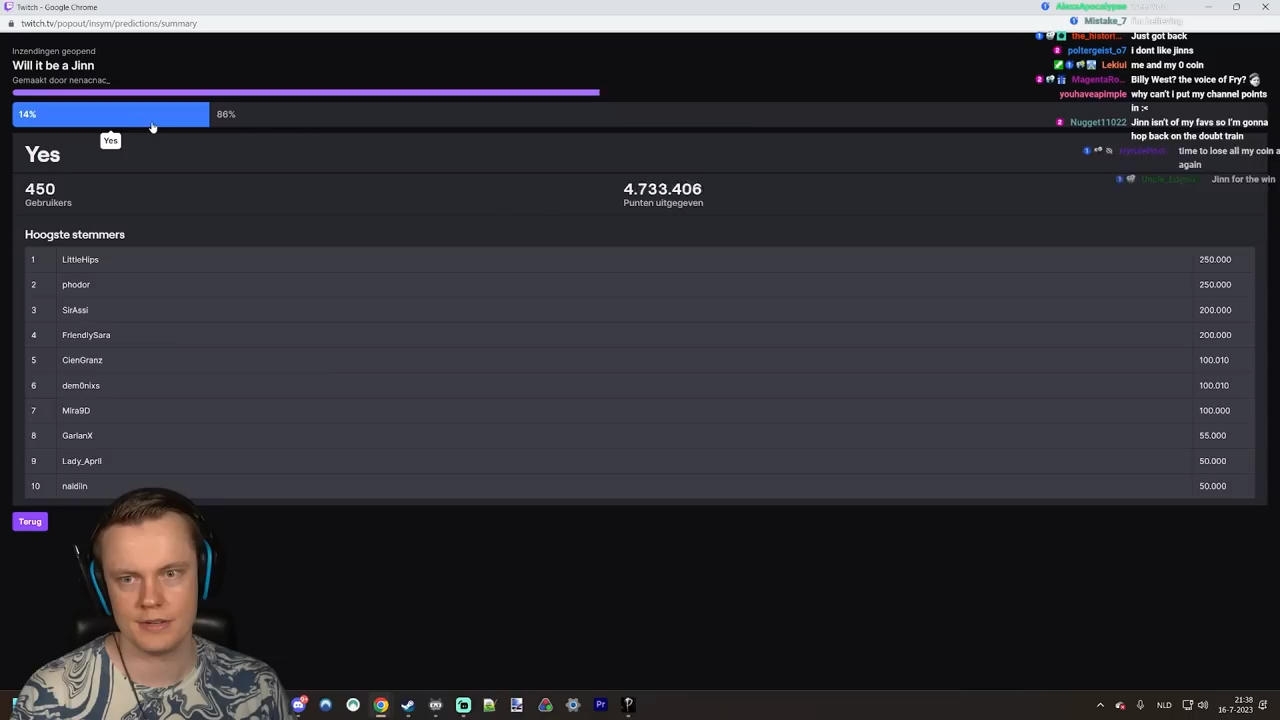 Twitch - Google Chrome
twitch.tv/popout/insym/predictions/summary
Inzendingen geopend
Will it be a Jinn
Gemaakt door nenacnac_
14%
86%
Yes
Yes
450
Gebruikers
4.733.406
Punten uitgegeven
Hoogste stemmers
1 LittleHips 250.000
2 phodor 250.000
3 SirAssi 200.000
4 FriendlySara 200.000
5 CienGranz 100.010
6 dem0nixs 100.010
7 Mira9D 100.000
8 GarlanX 55.000
9 Lady_April 50.000
10 naldiin 50.000
Terug
AlexaApocalypse
Mistake_7 i'm believing
the_histori... Just got back
poltergeist_o7 i dont like jinns
Lekiul me and my 0 coin
MagentaRo... Billy West? the voice of Fry?
youhaveapimple why can't i put my channel points
in :<
Nugget11022 Jinn isn't of my favs so I'm gonna
hop back on the doubt train
time to lose all my coin a
again
Jinn for the win
NLD
21:38
16-7-2023